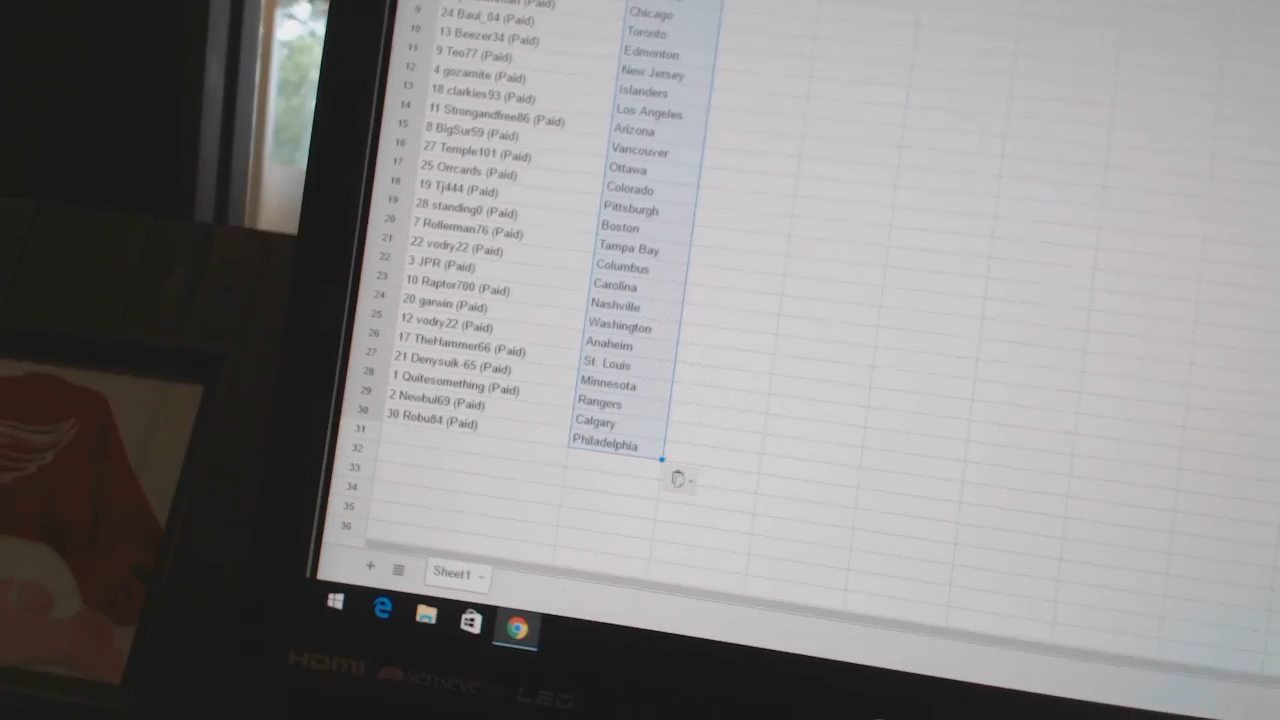 (Paid) Chicago
9 24 Baul_04 (Paid) Toronto
10 13 Beezer34 (Paid) Edmonton
11 9 Teo77 (Paid) New Jersey
12 4 gozamite (Paid) Islanders
13 18 clarkies93 (Paid) Los Angeles
14 11 Strongandfree86 (Paid) Arizona
15 8 BigSur59 (Paid) Vancouver
16 27 Temple101 (Paid) Ottawa
17 25 Orrcards (Paid) Colorado
18 19 Tj444 (Paid) Pittsburgh
19 28 standing0 (Paid) Boston
20 7 Rollerman76 (Paid) Tampa Bay
21 22 vodry22 (Paid) Columbus
22 3 JPR (Paid) Carolina
23 10 Raptor700 (Paid) Nashville
24 20 garwin (Paid) Washington
25 12 vodry22 (Paid) Anaheim
26 17 TheHammer66 (Paid) St. Louis
27 21 Denysuik-65 (Paid) Minnesota
28 1 Quitesomething (Paid) Rangers
29 2 Newbul69 (Paid) Calgary
30 30 Robu84 (Paid) Philadelphia
31
32
33
34
35
36
Sheet1
HDMI LED